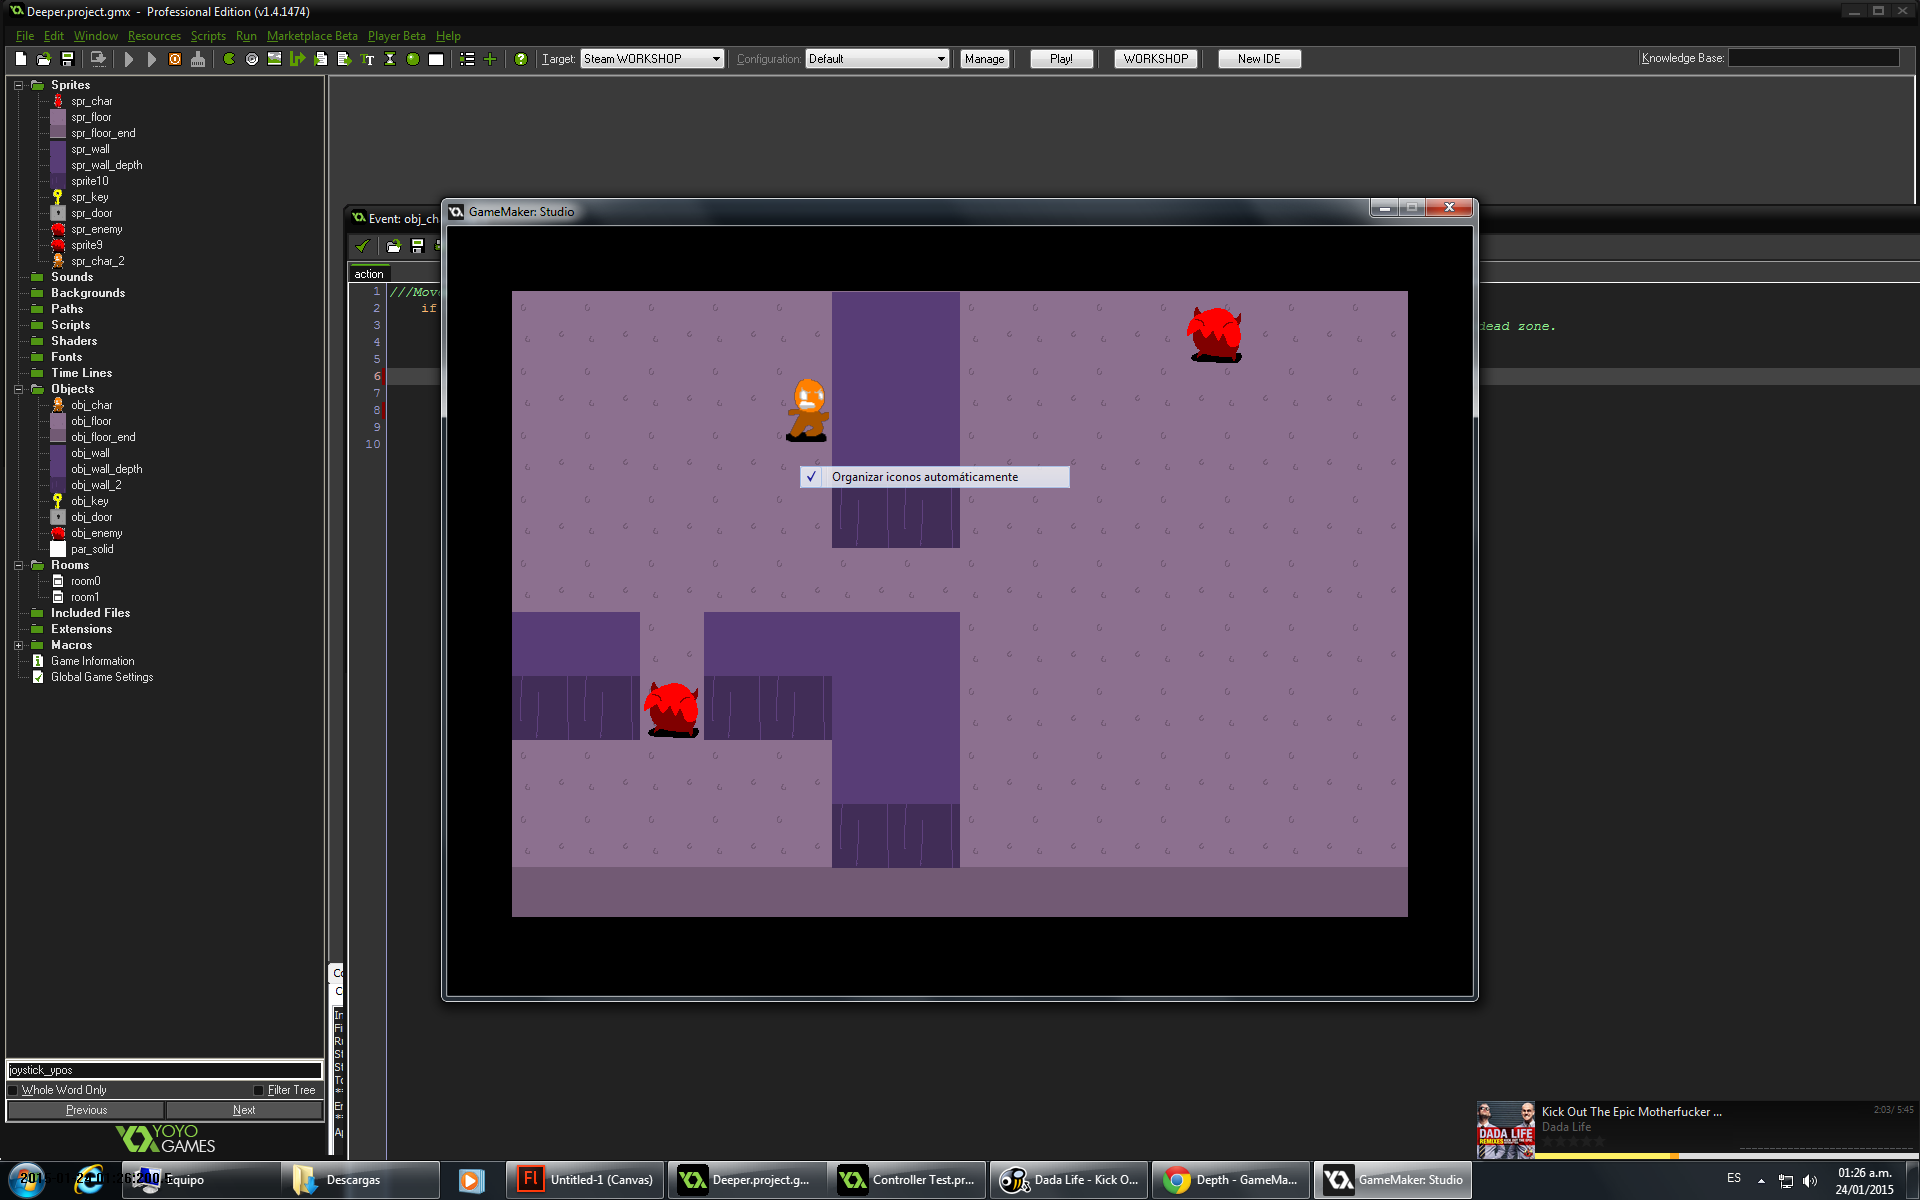 Deeper.project.gmx - Professional Edition (v1.4.1474)
File Edit Window Resources Scripts Run Marketplace Beta Player Beta Help
Target: Steam WORKSHOP Configuration: Default Manage Play! WORKSHOP New IDE Knowledge Base:
Sprites
spr_char
spr_floor
spr_floor_end
spr_wall
spr_wall_depth
sprite10
spr_key
spr_door
spr_enemy
sprite9
spr_char_2
Sounds
Backgrounds
Paths
Scripts
Shaders
Fonts
Time Lines
Objects
obj_char
obj_floor
obj_floor_end
obj_wall
obj_wall_depth
obj_wall_2
obj_key
obj_door
obj_enemy
par_solid
Rooms
room0
room1
Included Files
Extensions
Macros
Game Information
Global Game Settings
joystick_ypos
Whole Word Only Filter Tree
Previous Next
YOYO
GAMES
Event: obj_ch
action
1 ///Mov
2 if
3 dead zone.
4
5
6
7
8
9
10
GameMaker: Studio
✓ Organizar iconos automáticamente
Kick Out The Epic Motherfucker ... 2:03/ 5:45
Dada Life
DADA LIFE
Equipo
Descargas
Untitled-1 (Canvas)
Deeper.project.g...
Controller Test.pr...
Dada Life - Kick O...
Depth - GameMa...
GameMaker: Studio
ES
01:26 a.m.
24/01/2015